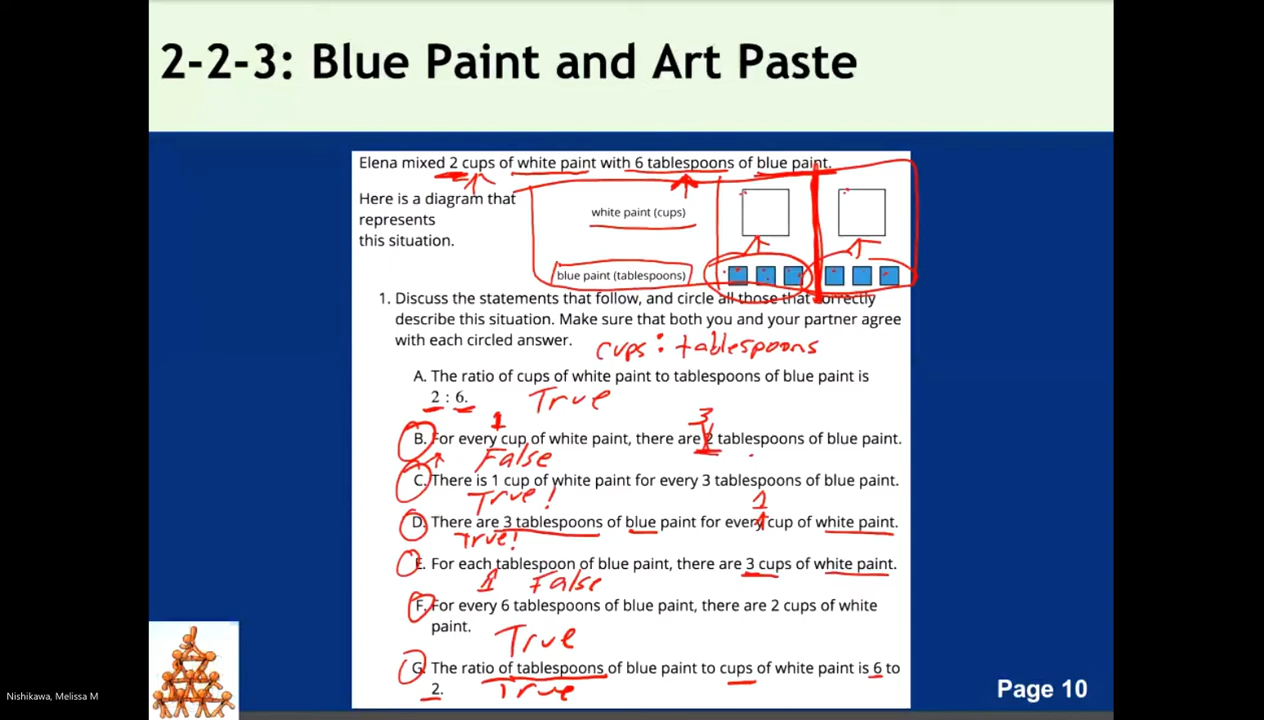 2-2-3: Blue Paint and Art Paste
Elena mixed 2 cups of white paint with 6 tablespoons of blue paint.
Here is a diagram that
represents
this situation.
white paint (cups)
blue paint (tablespoons)
1. Discuss the statements that follow, and circle all those that correctly
describe this situation. Make sure that both you and your partner agree
with each circled answer.
cups : tablespoons
A. The ratio of cups of white paint to tablespoons of blue paint is
2 : 6.
True
1
3
B. For every cup of white paint, there are 2 tablespoons of blue paint.
False
C. There is 1 cup of white paint for every 3 tablespoons of blue paint.
True!
1
D. There are 3 tablespoons of blue paint for every cup of white paint.
True!
E. For each tablespoon of blue paint, there are 3 cups of white paint.
1 False
F. For every 6 tablespoons of blue paint, there are 2 cups of white
paint.
True
G. The ratio of tablespoons of blue paint to cups of white paint is 6 to
2.
True
Nishikawa, Melissa M
Page 10